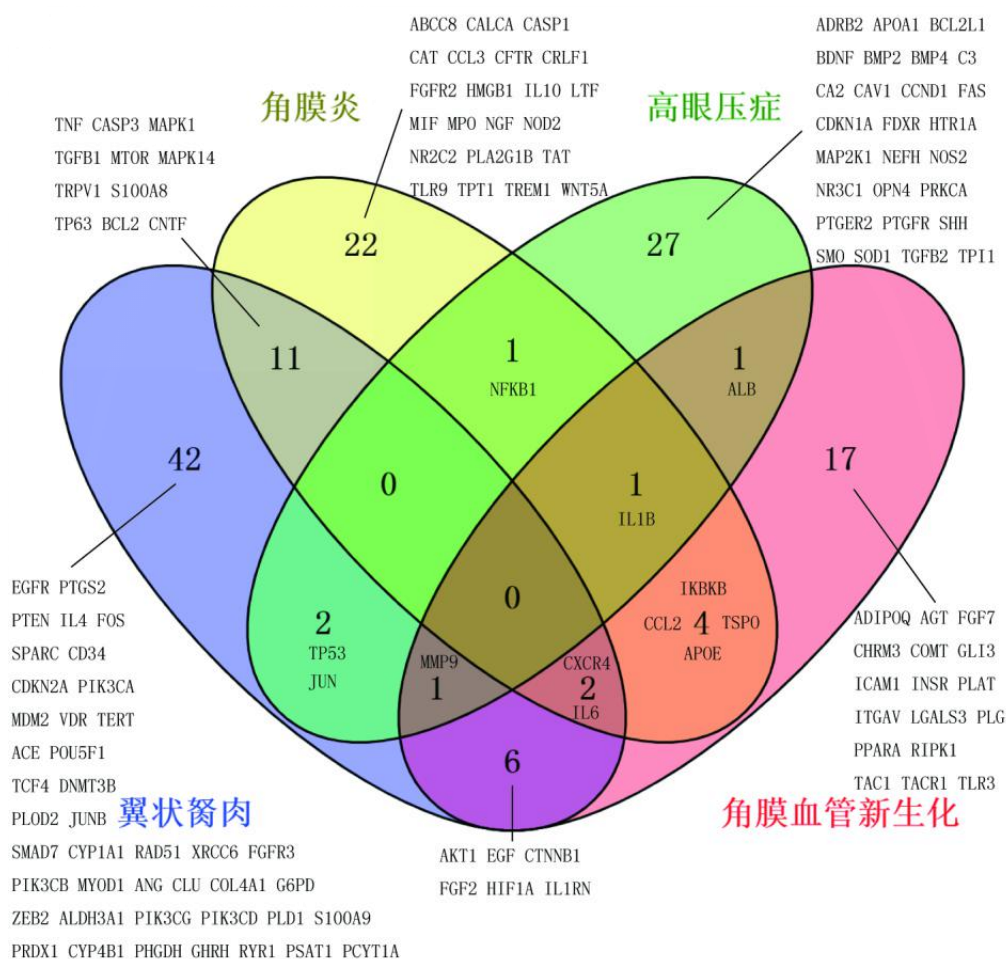 ABCC8 CALCA CASP1
CAT CCL3 CFTR CRLF1
FGFR2 HMGB1 IL10 LTF
MIF MPO NGF NOD2
NR2C2 PLA2G1B TAT
TLR9 TPT1 TREM1 WNT5A
ADRB2 APOA1 BCL2L1
BDNF BMP2 BMP4 C3
CA2 CAV1 CCND1 FAS
CDKN1A FDXR HTR1A
MAP2K1 NEFH NOS2
NR3C1 OPN4 PRKCA
PTGER2 PTGFR SHH
SMO SOD1 TGFB2 TPI1
角膜炎
高眼压症
TNF CASP3 MAPK1
TGFB1 MTOR MAPK14
TRPV1 S100A8
TP63 BCL2 CNTF
22
27
11
1
NFKB1
1
ALB
42
0
1
IL1B
17
0
2
TP53
JUN
MMP9
1
CXCR4
2
IL6
IKBKB
CCL2 4 TSPO
APOE
6
EGFR PTGS2
PTEN IL4 FOS
SPARC CD34
CDKN2A PIK3CA
MDM2 VDR TERT
ACE POU5F1
TCF4 DNMT3B
PLOD2 JUNB
翼状胬肉
SMAD7 CYP1A1 RAD51 XRCC6 FGFR3
PIK3CB MYOD1 ANG CLU COL4A1 G6PD
ZEB2 ALDH3A1 PIK3CG PIK3CD PLD1 S100A9
PRDX1 CYP4B1 PHGDH GHRH RYR1 PSAT1 PCYT1A
AKT1 EGF CTNNB1
FGF2 HIF1A IL1RN
ADIPOQ AGT FGF7
CHRM3 COMT GLI3
ICAM1 INSR PLAT
ITGAV LGALS3 PLG
PPARA RIPK1
TAC1 TACR1 TLR3
角膜血管新生化